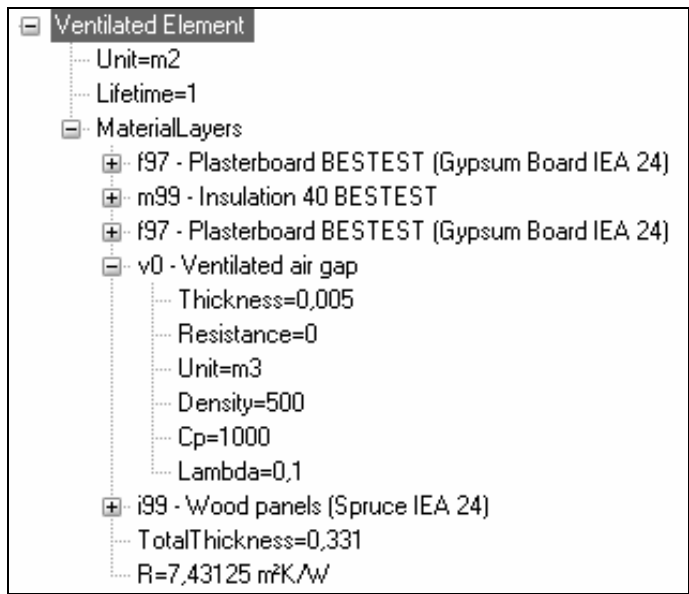 Ventilated Element
Unit=m2
Lifetime=1
MaterialLayers
f97 - Plasterboard BESTEST (Gypsum Board IEA 24)
m99 - Insulation 40 BESTEST
f97 - Plasterboard BESTEST (Gypsum Board IEA 24)
v0 - Ventilated air gap
Thickness=0,005
Resistance=0
Unit=m3
Density=500
Cp=1000
Lambda=0,1
i99 - Wood panels (Spruce IEA 24)
TotalThickness=0,331
R=7,43125 m²K/W